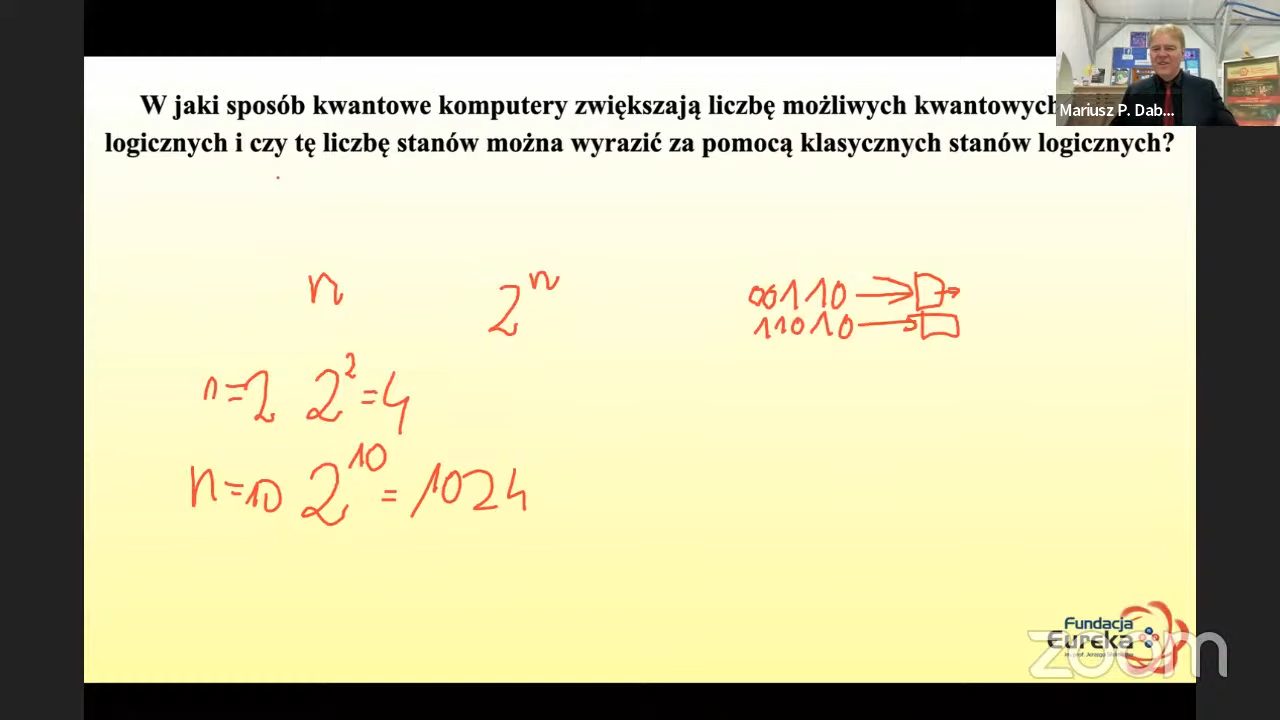 W jaki sposób kwantowe komputery zwiększają liczbę możliwych kwantowych
logicznych i czy tę liczbę stanów można wyrazić za pomocą klasycznych stanów logicznych?
Mariusz P. Dab...
n 2^n
00110
11010
n=2 2^2=4
n=10 2^10=1024
Fundacja
Eureka
zoom